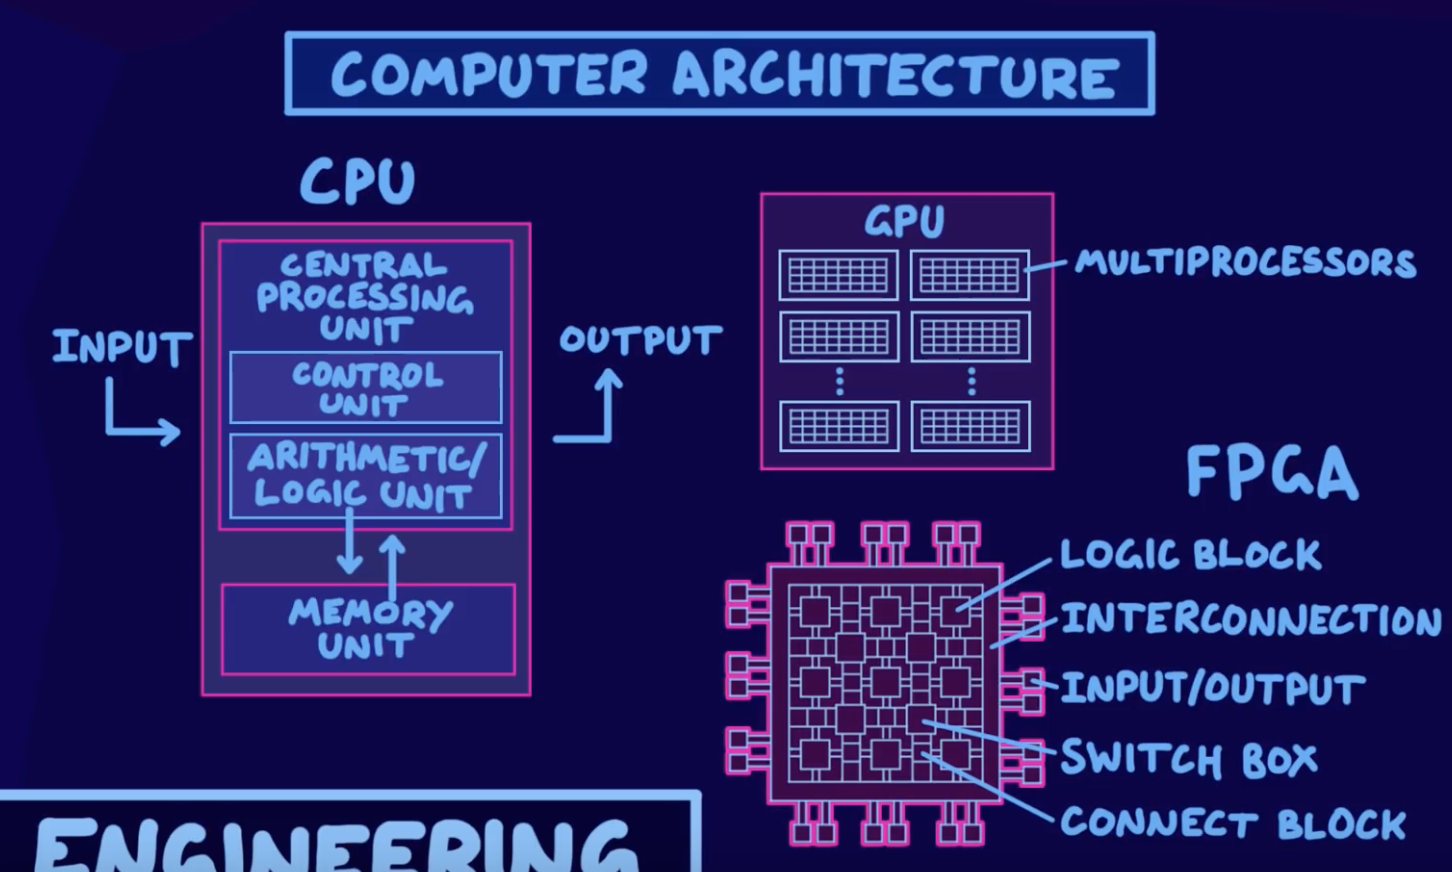 COMPUTER ARCHITECTURE
CPU
CENTRAL
PROCESSING
UNIT
CONTROL
UNIT
ARITHMETIC/
LOGIC UNIT
MEMORY
UNIT
INPUT
OUTPUT
GPU
MULTIPROCESSORS
FPGA
LOGIC BLOCK
INTERCONNECTION
INPUT/OUTPUT
SWITCH BOX
CONNECT BLOCK
ENGINEERING